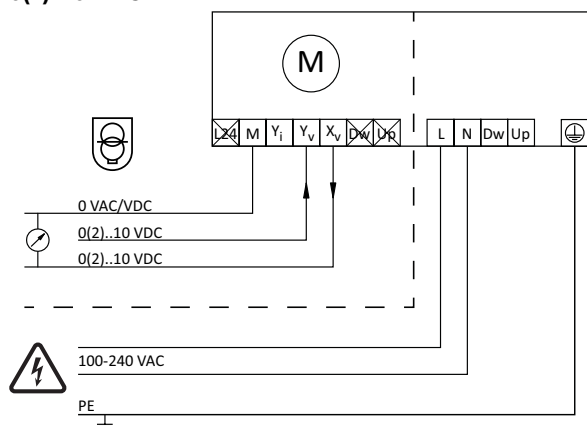 M
L24 M Yi Yv Xv Dw Up L N Dw Up
0 VAC/VDC
0(2)..10 VDC
0(2)..10 VDC
100-240 VAC
PE